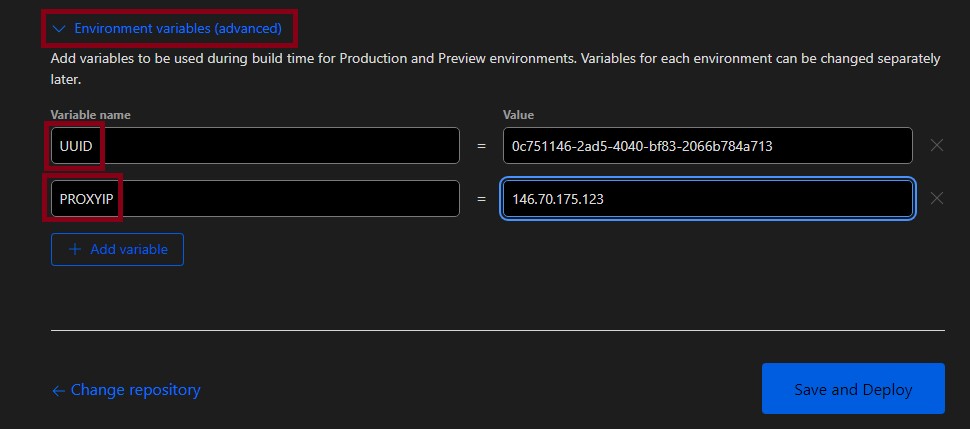 Environment variables (advanced)
Add variables to be used during build time for Production and Preview environments. Variables for each environment can be changed separately
later.
Variable name Value
UUID = 0c751146-2ad5-4040-bf83-2066b784a713
PROXYIP = 146.70.175.123
+ Add variable
← Change repository Save and Deploy